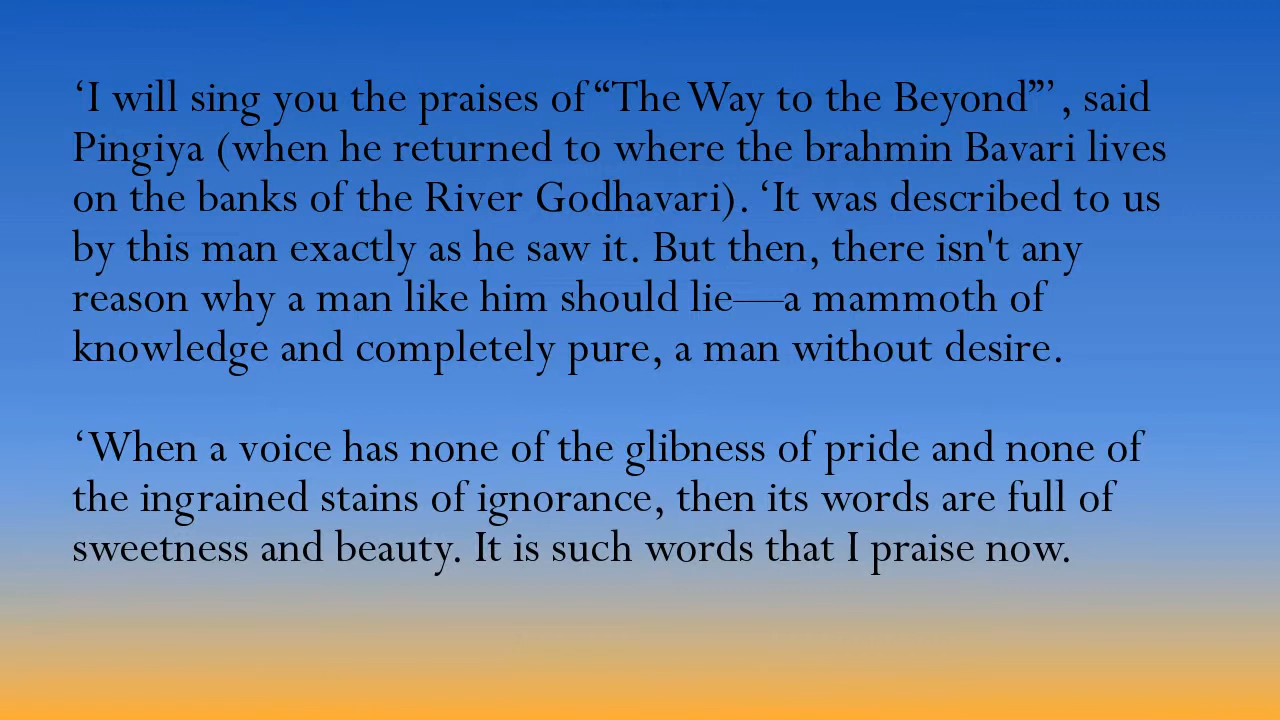 ‘I will sing you the praises of “The Way to the Beyond”’, said
Pingiya (when he returned to where the brahmin Bavari lives
on the banks of the River Godhavari). ‘It was described to us
by this man exactly as he saw it. But then, there isn't any
reason why a man like him should lie—a mammoth of
knowledge and completely pure, a man without desire.
‘When a voice has none of the glibness of pride and none of
the ingrained stains of ignorance, then its words are full of
sweetness and beauty. It is such words that I praise now.